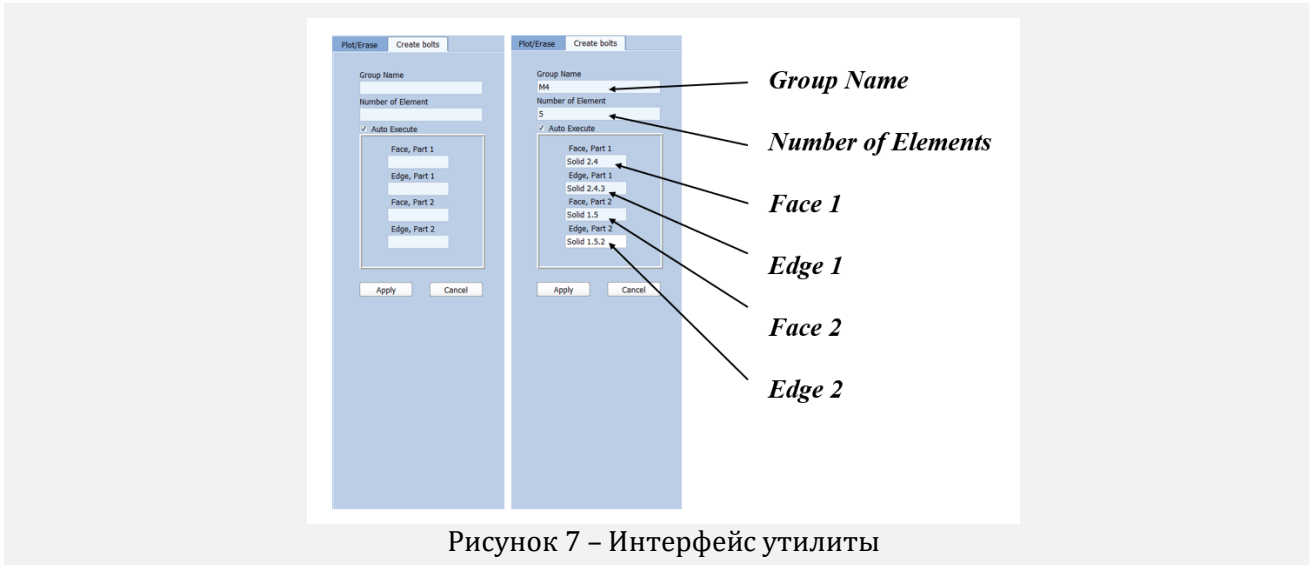 Plot/Erase Create bolts
Group Name
Number of Element
Auto Execute
Face, Part 1
Edge, Part 1
Face, Part 2
Edge, Part 2
Apply Cancel
Plot/Erase Create bolts
Group Name
M4
Number of Element
5
Auto Execute
Face, Part 1
Solid 2.4
Edge, Part 1
Solid 2.4.3
Face, Part 2
Solid 1.5
Edge, Part 2
Solid 1.5.2
Apply Cancel
Group Name
Number of Elements
Face 1
Edge 1
Face 2
Edge 2
Рисунок 7 – Интерфейс утилиты